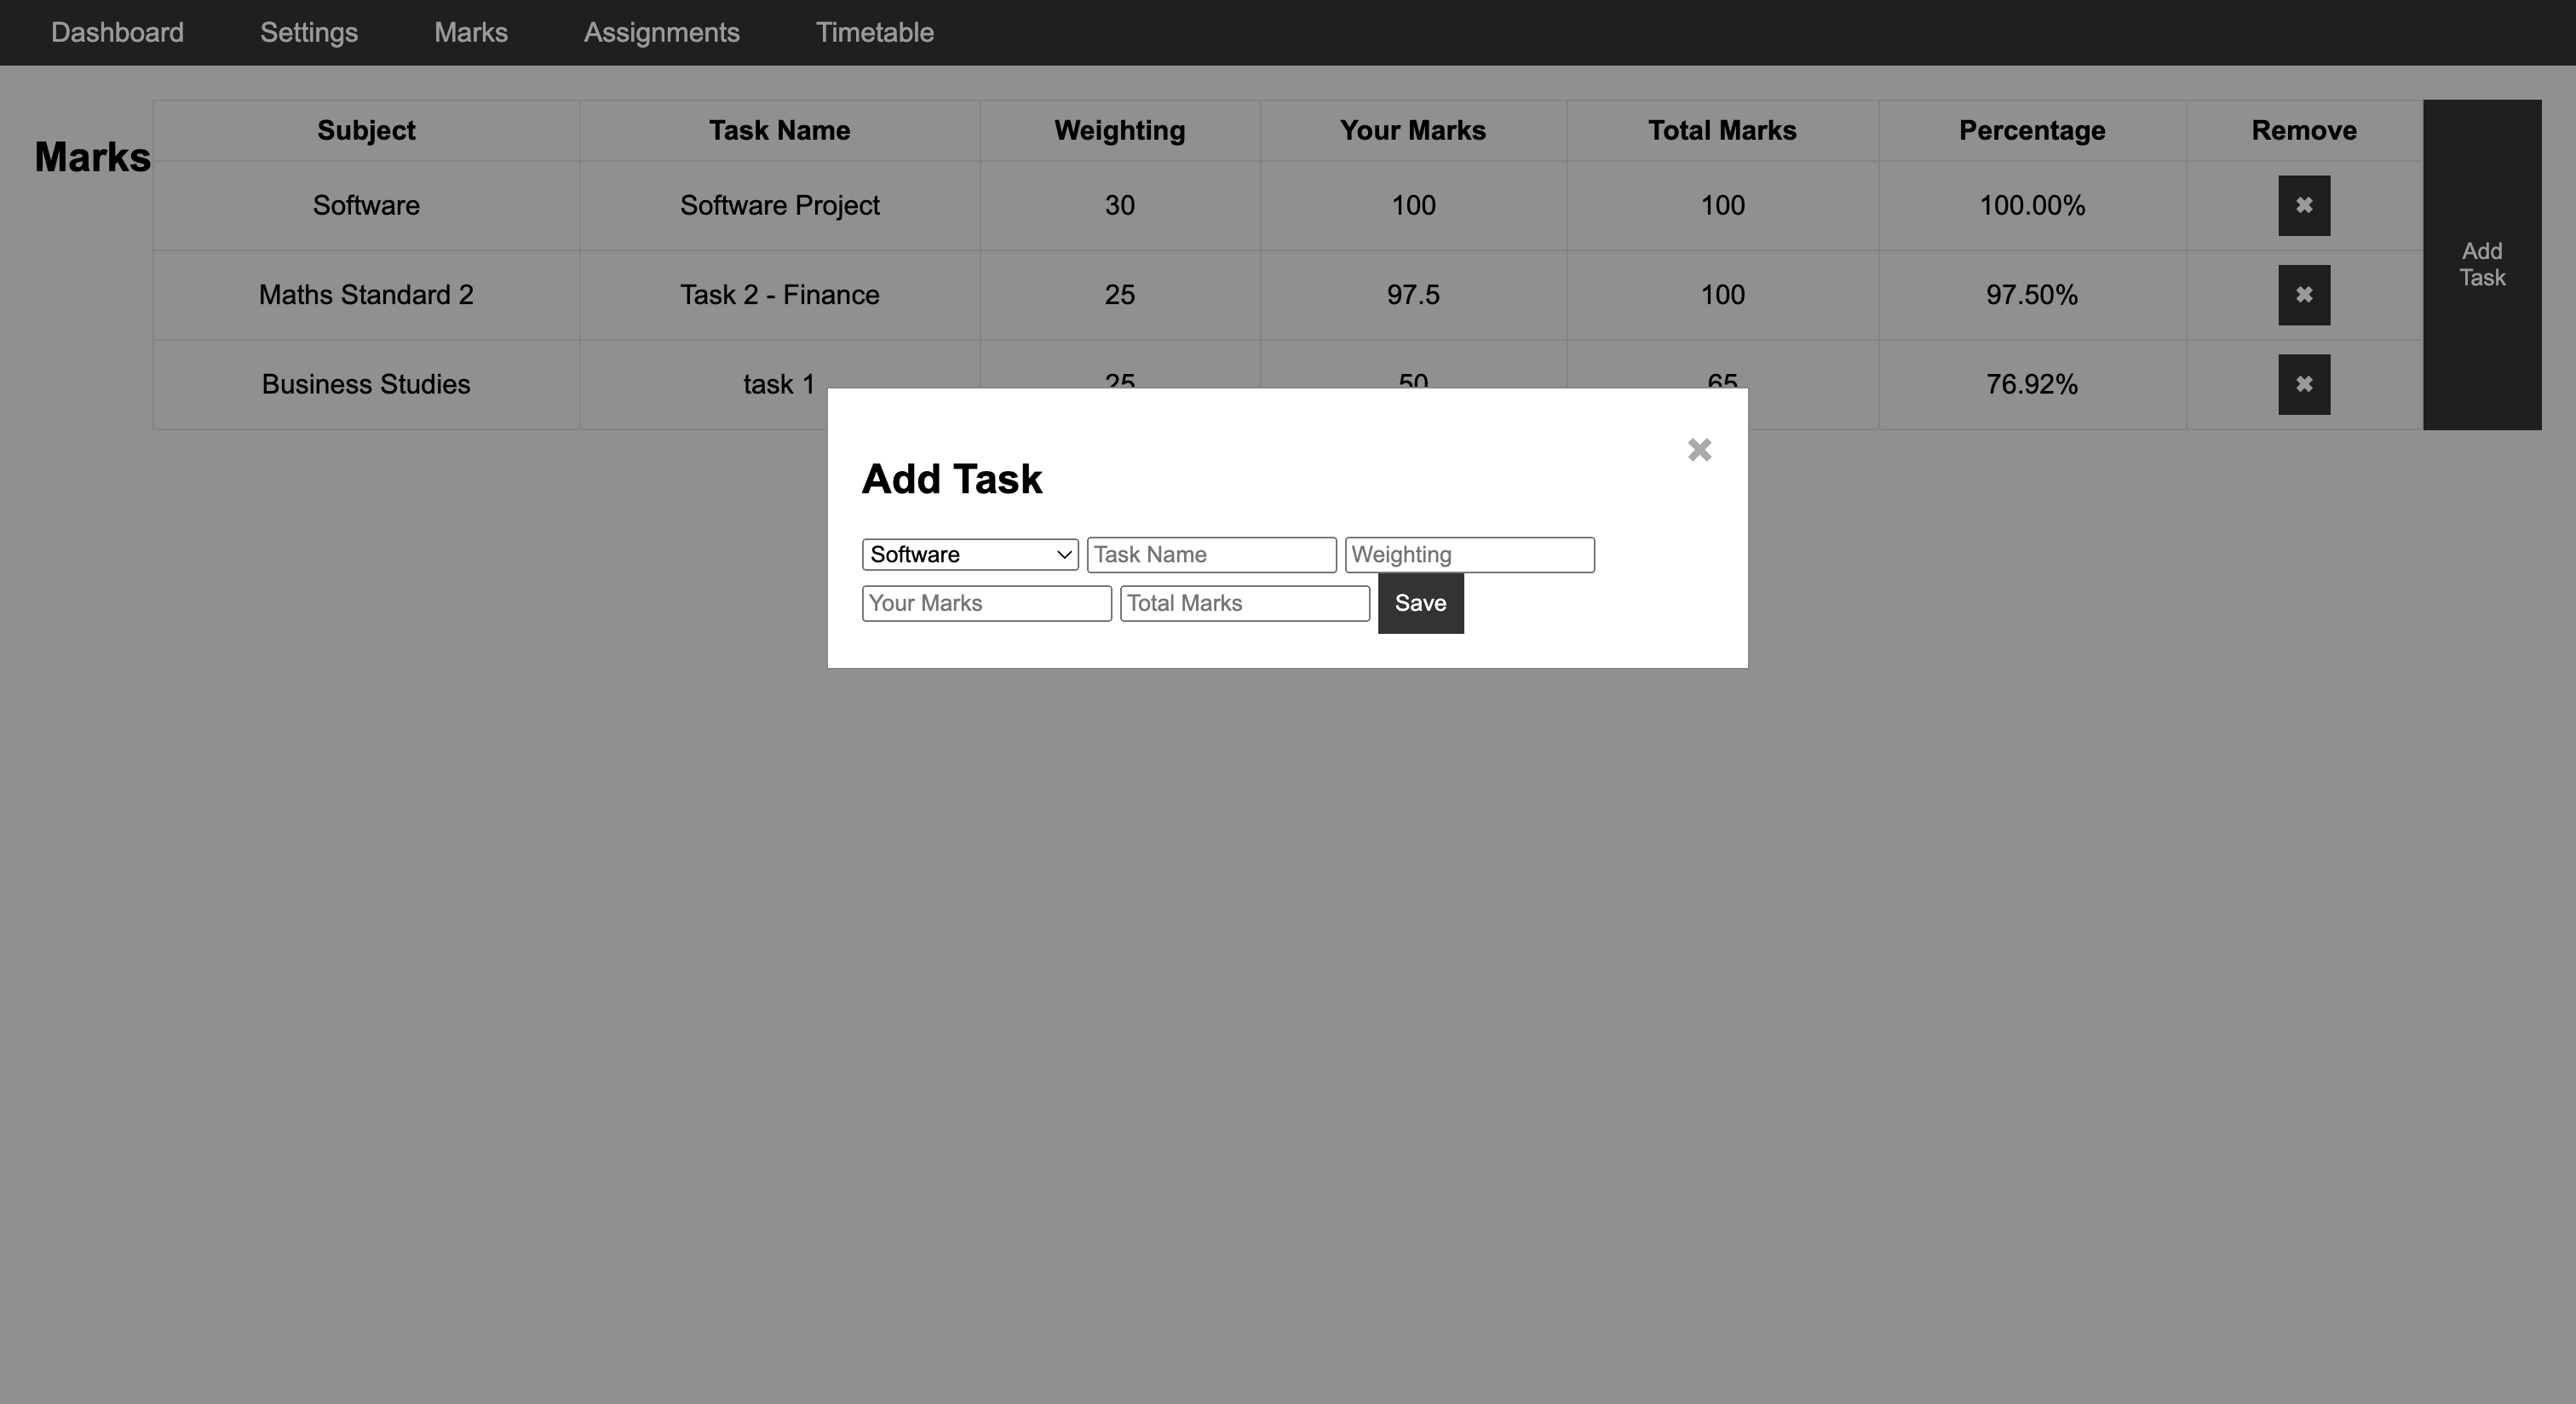 Dashboard Settings Marks Assignments Timetable
Marks
Subject Task Name Weighting Your Marks Total Marks Percentage Remove
Software Software Project 30 100 100 100.00% ✖
Maths Standard 2 Task 2 - Finance 25 97.5 100 97.50% ✖
Business Studies task 1 25 50 65 76.92% ✖
Add
Task
✖
Add Task
Software Task Name Weighting
Your Marks Total Marks Save